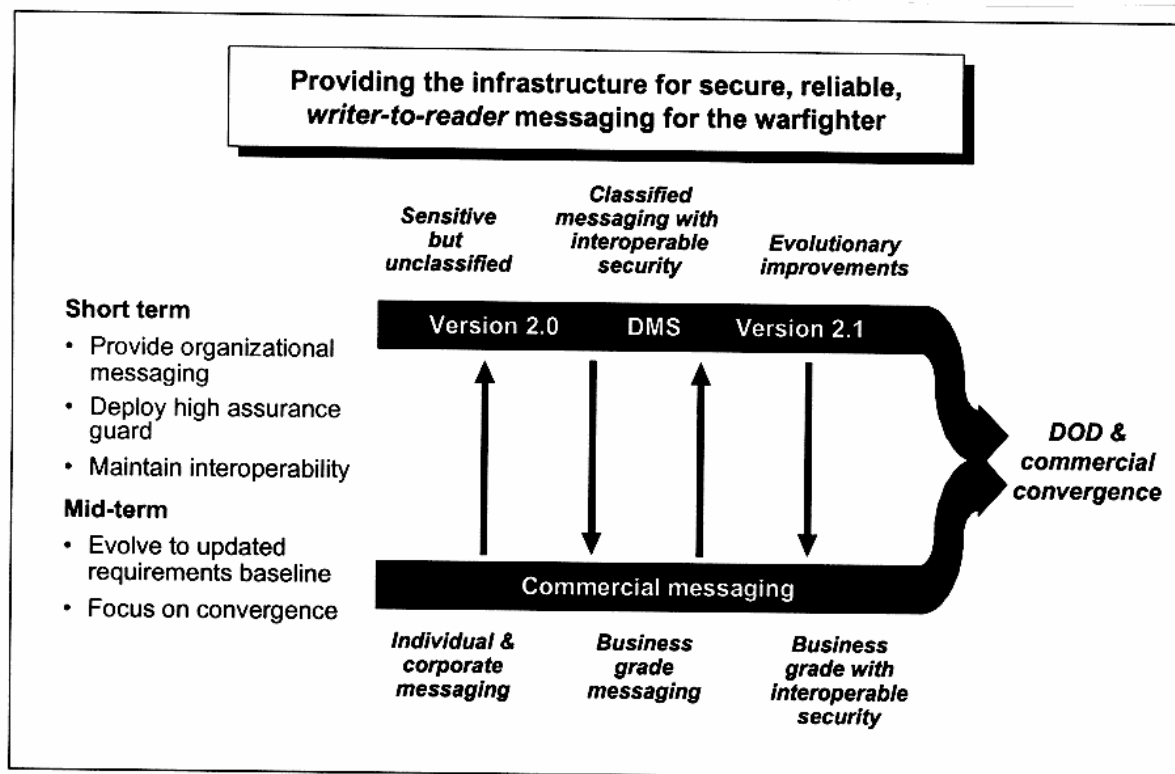 Providing the infrastructure for secure, reliable,
writer-to-reader messaging for the warfighter
Sensitive
but
unclassified
Classified
messaging with
interoperable
security
Evolutionary
improvements
Short term
• Provide organizational
messaging
• Deploy high assurance
guard
• Maintain interoperability
Mid-term
• Evolve to updated
requirements baseline
• Focus on convergence
Version 2.0 DMS Version 2.1
DOD &
commercial
convergence
Commercial messaging
Individual &
corporate
messaging
Business
grade
messaging
Business
grade with
interoperable
security